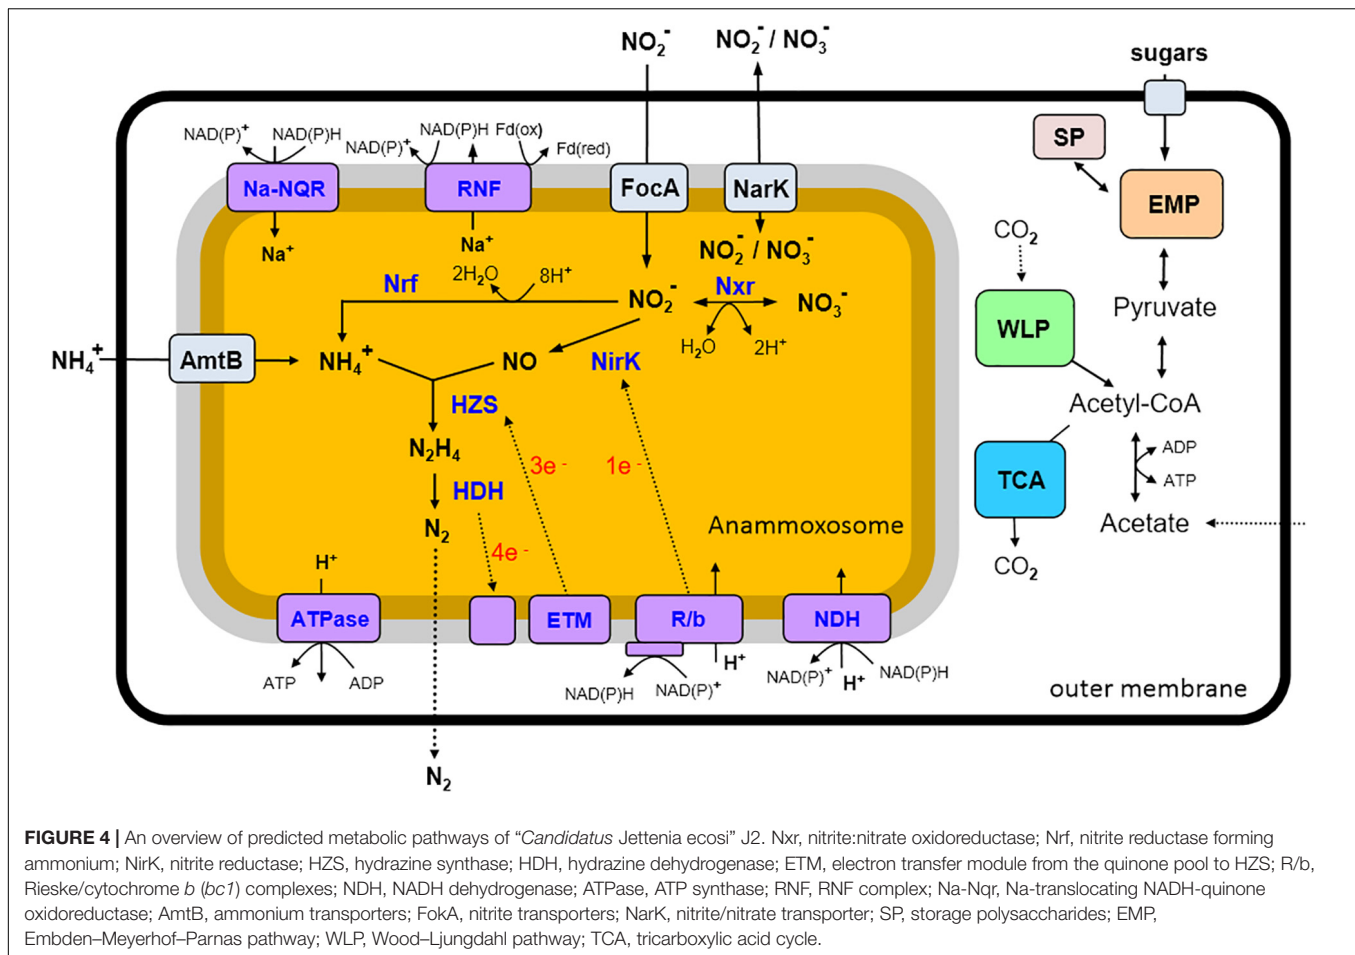 NO2- NO2- / NO3-
sugars
NAD(P)+ NAD(P)H NAD(P)+ NAD(P)H Fd(ox) Fd(red)
SP
Na-NQR RNF FocA NarK
EMP
Na+ Na+ NO2- / NO3-
CO2
Nrf 2H2O 8H+ NO2- Nxr NO3-
Pyruvate
WLP
H2O 2H+
NH4+ AmtB NH4+ NO NirK
Acetyl-CoA
HZS
N2H4 3e- 1e-
ADP
TCA
ATP
HDH
Anammoxosome
Acetate
N2
4e-
H+
CO2
ATPase ETM R/b NDH
H+
ATP ADP NAD(P)H NAD(P)+ NAD(P)+ H+ NAD(P)H
outer membrane
N2
FIGURE 4 | An overview of predicted metabolic pathways of “Candidatus Jettenia ecosi” J2. Nxr, nitrite:nitrate oxidoreductase; Nrf, nitrite reductase forming
ammonium; NirK, nitrite reductase; HZS, hydrazine synthase; HDH, hydrazine dehydrogenase; ETM, electron transfer module from the quinone pool to HZS; R/b,
Rieske/cytochrome b (bc1) complexes; NDH, NADH dehydrogenase; ATPase, ATP synthase; RNF, RNF complex; Na-Nqr, Na-translocating NADH-quinone
oxidoreductase; AmtB, ammonium transporters; FokA, nitrite transporters; NarK, nitrite/nitrate transporter; SP, storage polysaccharides; EMP,
Embden–Meyerhof–Parnas pathway; WLP, Wood–Ljungdahl pathway; TCA, tricarboxylic acid cycle.